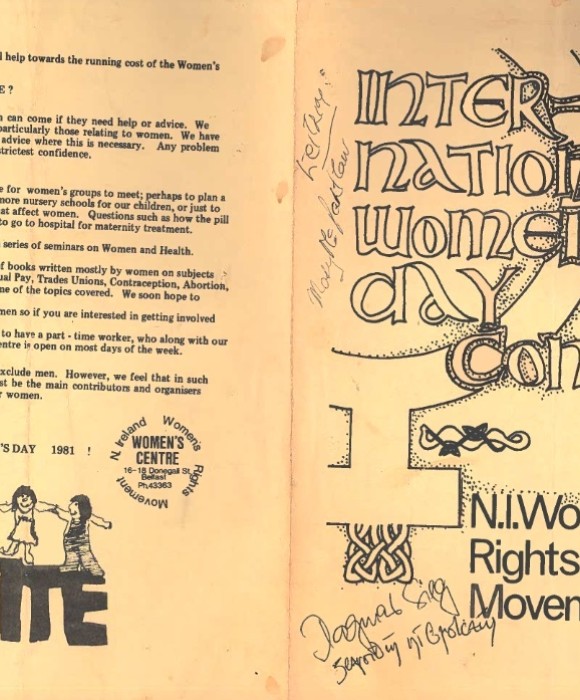 l help towards the running cost of the Women's
E ?
n can come if they need help or advice. We
particularly those relating to women. We have
advice where this is necessary. Any problem
strictest confidence.
e for women's groups to meet; perhaps to plan a
more nursery schools for our children, or just to
at affect women. Questions such as how the pill
to go to hospital for maternity treatment.
series of seminars on Women and Health.
f books written mostly by women on subjects
ual Pay, Trades Unions, Contraception, Abortion,
ne of the topics covered. We soon hope to
men so if you are interested in getting involved
to have a part - time worker, who along with our
entre is open on most days of the week.
exclude men. However, we feel that in such
st be the main contributors and organisers
r women.
'S DAY 1981 !
N. Ireland Women's Rights Movement
WOMEN'S
CENTRE
16-18 Donegall St.
Belfast
Ph.43363
ITE
INTER-
NATION
WOMEN
DAY
CON
N.I.Wo
Rights
Movem